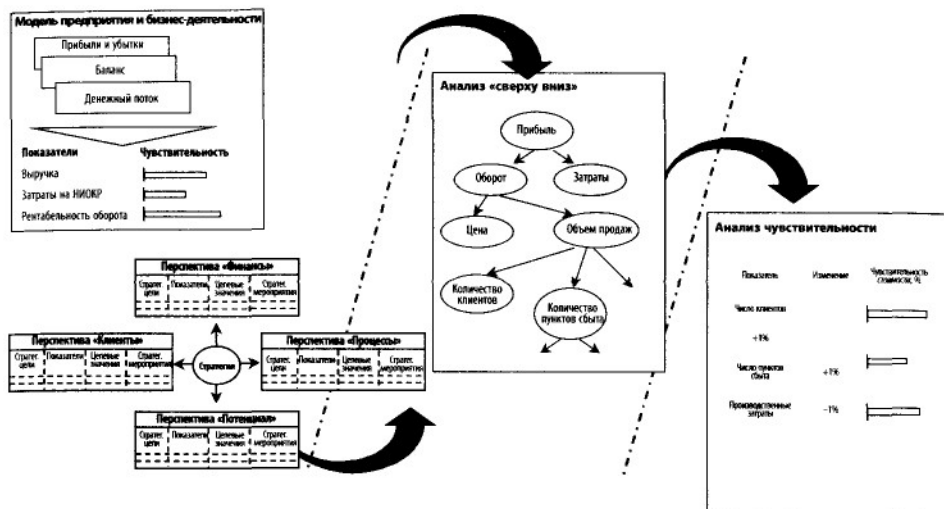 Модель предприятия и бизнес-деятельности
Прибыли и убытки
Баланс
Денежный поток
Показатели Чувствительность
Выручка
Затраты на НИОКР
Рентабельность оборота
Перспектива «Финансы»
Стратег. цели Показатели Целевые значения Стратег. мероприятия
Перспектива «Клиенты»
Стратег. цели Показатели Целевые значения Стратег. мероприятия
Стратегия
Перспектива «Процессы»
Стратег. цели Показатели Целевые значения Стратег. мероприятия
Перспектива «Потенциал»
Стратег. цели Показатели Целевые значения Стратег. мероприятия
Анализ «сверху вниз»
Прибыль
Оборот
Затраты
Цена
Объем продаж
Количество
клиентов
Количество
пунктов сбыта
Анализ чувствительности
Показатель Изменение Чувствительность
стоимости, %
Число клиентов
+1%
Число пунктов
сбыта
+1%
Производственные
затраты
–1%